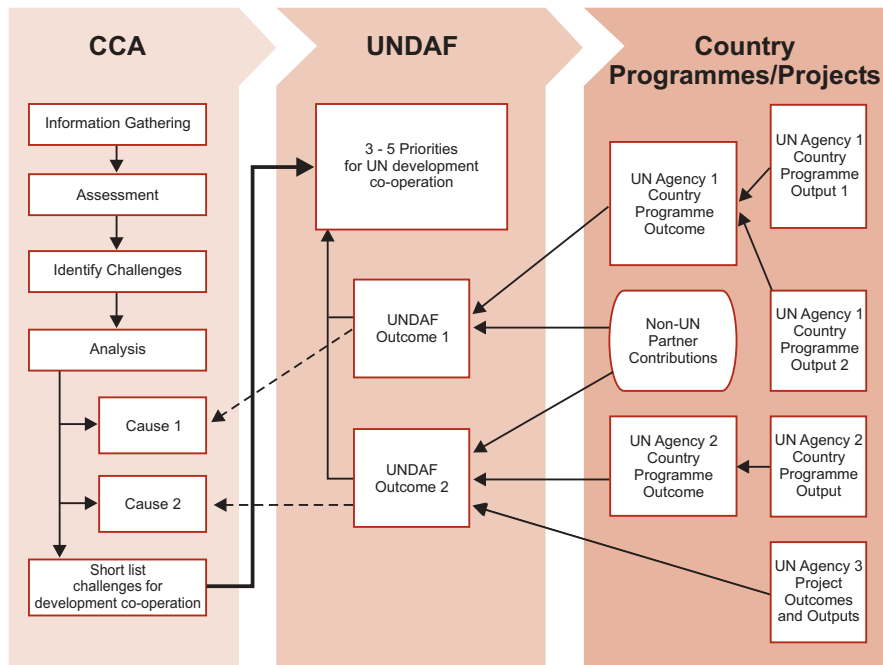 CCA
Information Gathering
Assessment
Identify Challenges
Analysis
Cause 1
Cause 2
Short list
challenges for
development co-operation
UNDAF
3 - 5 Priorities
for UN development
co-operation
UNDAF
Outcome 1
UNDAF
Outcome 2
Country
Programmes/Projects
UN Agency 1
Country
Programme
Outcome
Non-UN
Partner
Contributions
UN Agency 2
Country
Programme
Outcome
UN Agency 1
Country
Programme
Output 1
UN Agency 1
Country
Programme
Output 2
UN Agency 2
Country
Programme
Output
UN Agency 3
Project
Outcomes
and Outputs